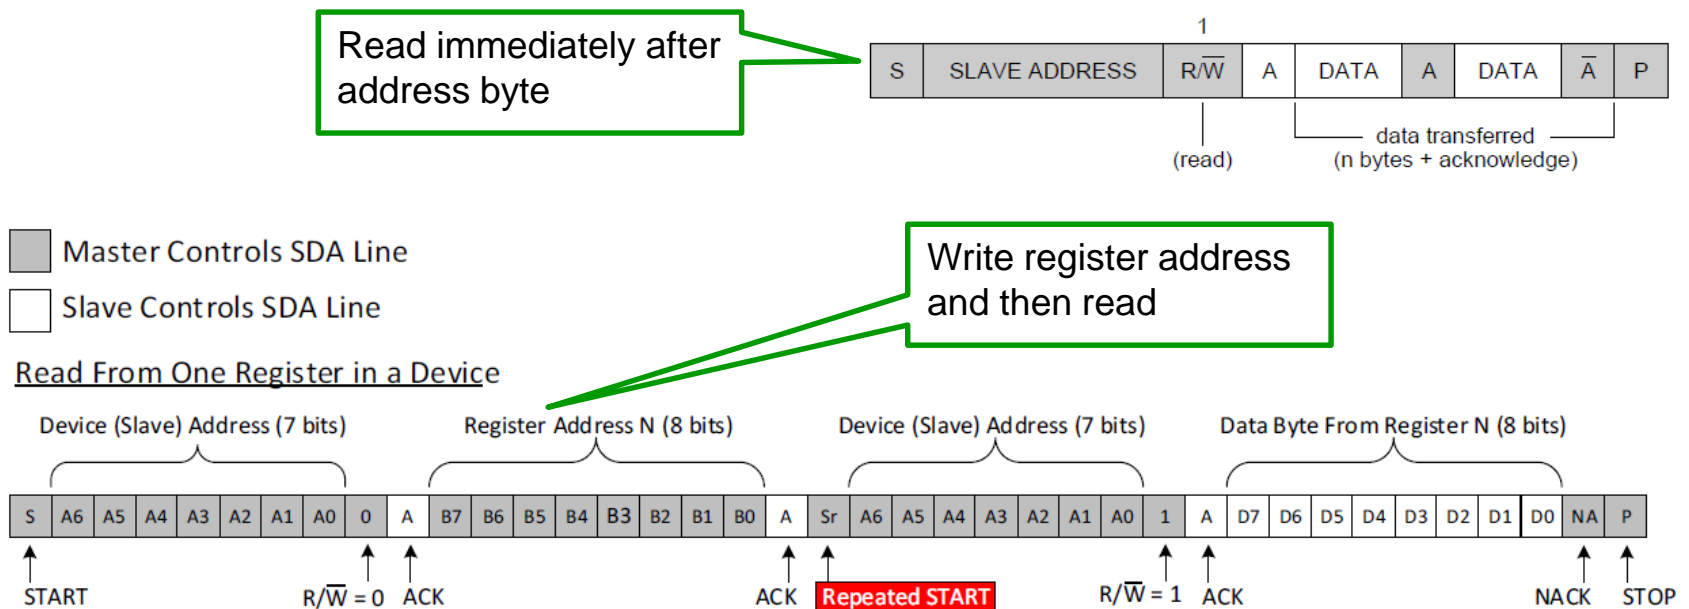 Read immediately after
address byte
1
S SLAVE ADDRESS R/W̅ A DATA A DATA A̅ P
data transferred
(read) (n bytes + acknowledge)
Master Controls SDA Line
Slave Controls SDA Line
Write register address
and then read
Read From One Register in a Device
Device (Slave) Address (7 bits) Register Address N (8 bits) Device (Slave) Address (7 bits) Data Byte From Register N (8 bits)
S A6 A5 A4 A3 A2 A1 A0 0 A B7 B6 B5 B4 B3 B2 B1 B0 A Sr A6 A5 A4 A3 A2 A1 A0 1 A D7 D6 D5 D4 D3 D2 D1 D0 NA P
START R/W̅ = 0 ACK ACK Repeated START R/W̅ = 1 ACK NACK STOP